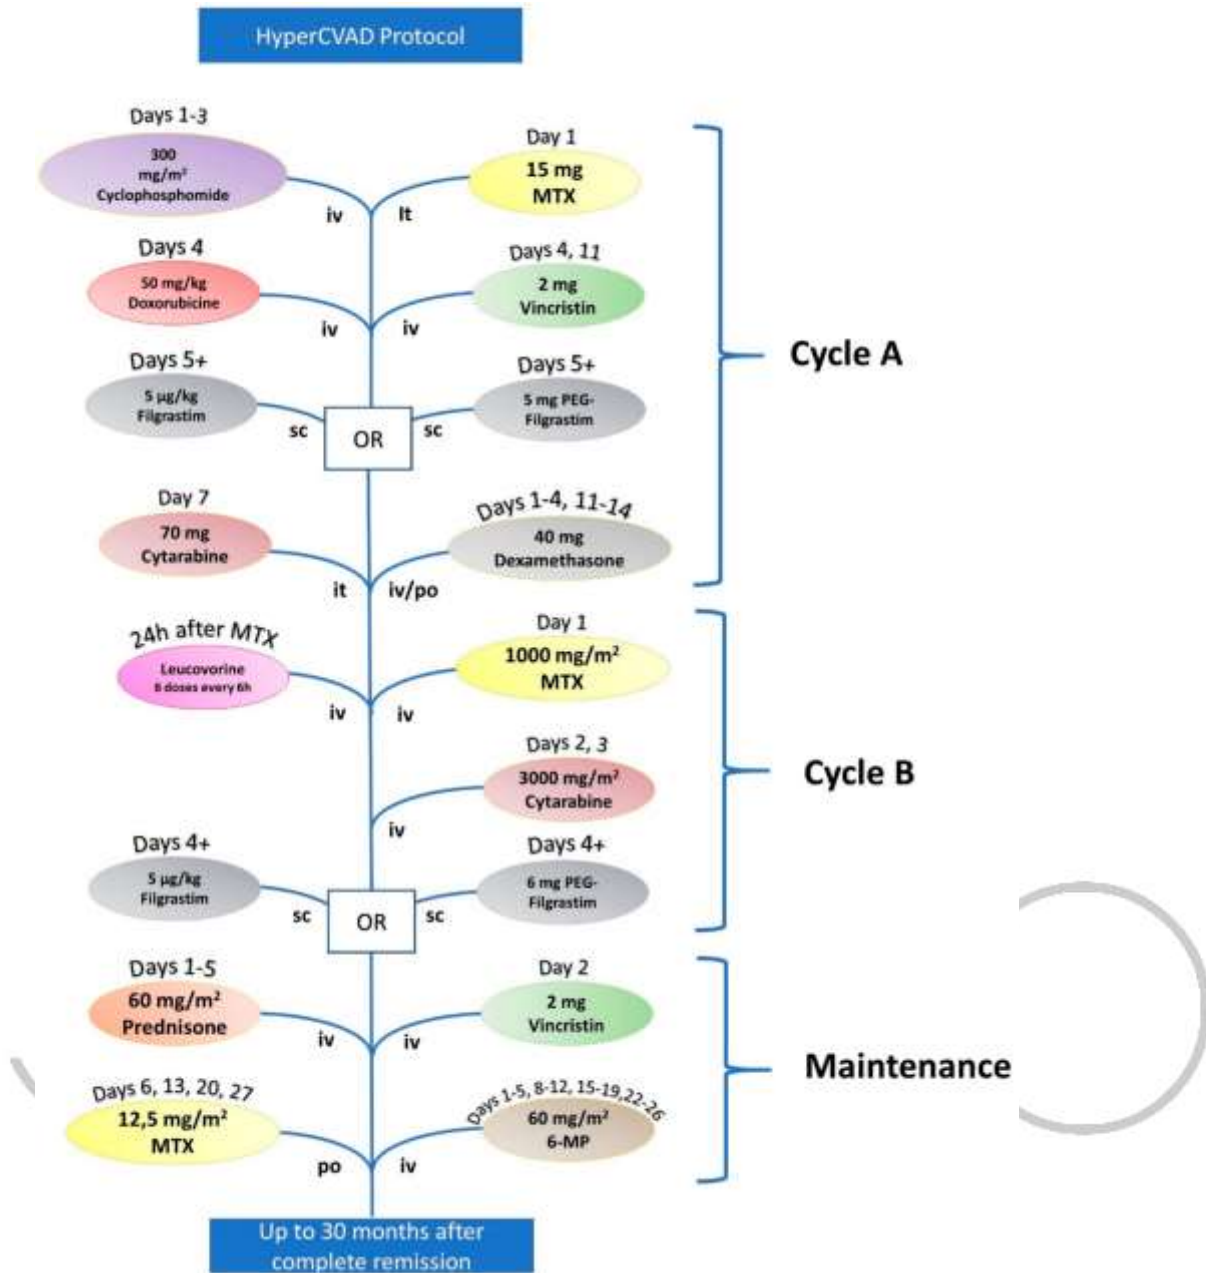 HyperCVAD Protocol
Days 1-3
300
mg/m²
Cyclophosphomide
iv
Day 1
15 mg
MTX
It
Days 4
50 mg/kg
Doxorubicine
iv
Days 4, 11
2 mg
Vincristin
iv
Cycle A
Days 5+
5 µg/kg
Filgrastim
sc
OR
Days 5+
5 mg PEG-
Filgrastim
sc
Day 7
70 mg
Cytarabine
it
Days 1-4, 11-14
40 mg
Dexamethasone
iv/po
24h after MTX
Leucovorine
8 doses every 6h
iv
Day 1
1000 mg/m²
MTX
iv
Days 2, 3
3000 mg/m²
Cytarabine
iv
Cycle B
Days 4+
5 µg/kg
Filgrastim
sc
OR
Days 4+
6 mg PEG-
Filgrastim
sc
Days 1-5
60 mg/m²
Prednisone
iv
Day 2
2 mg
Vincristin
iv
Maintenance
Days 6, 13, 20, 27
12,5 mg/m²
MTX
po
Days 1-5, 8-12, 15-19,22-26
60 mg/m²
6-MP
iv
Up to 30 months after
complete remission